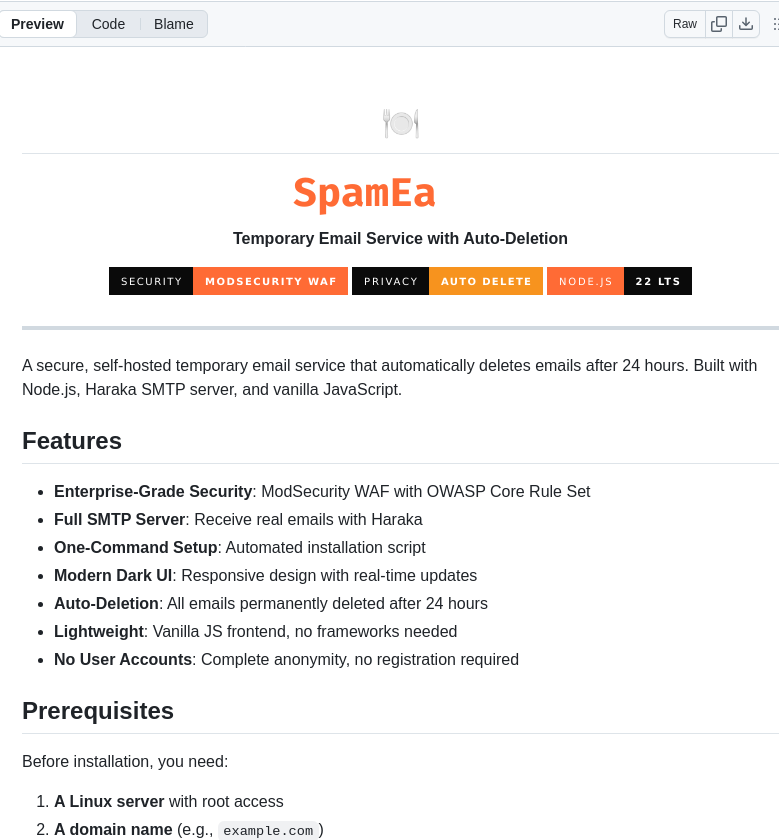 Preview Code Blame Raw
SpamEa
Temporary Email Service with Auto-Deletion
SECURITY MODSECURITY WAF PRIVACY AUTO DELETE NODE.JS 22 LTS
A secure, self-hosted temporary email service that automatically deletes emails after 24 hours. Built with
Node.js, Haraka SMTP server, and vanilla JavaScript.
Features
• Enterprise-Grade Security: ModSecurity WAF with OWASP Core Rule Set
• Full SMTP Server: Receive real emails with Haraka
• One-Command Setup: Automated installation script
• Modern Dark UI: Responsive design with real-time updates
• Auto-Deletion: All emails permanently deleted after 24 hours
• Lightweight: Vanilla JS frontend, no frameworks needed
• No User Accounts: Complete anonymity, no registration required
Prerequisites
Before installation, you need:
1. A Linux server with root access
2. A domain name (e.g., example.com)